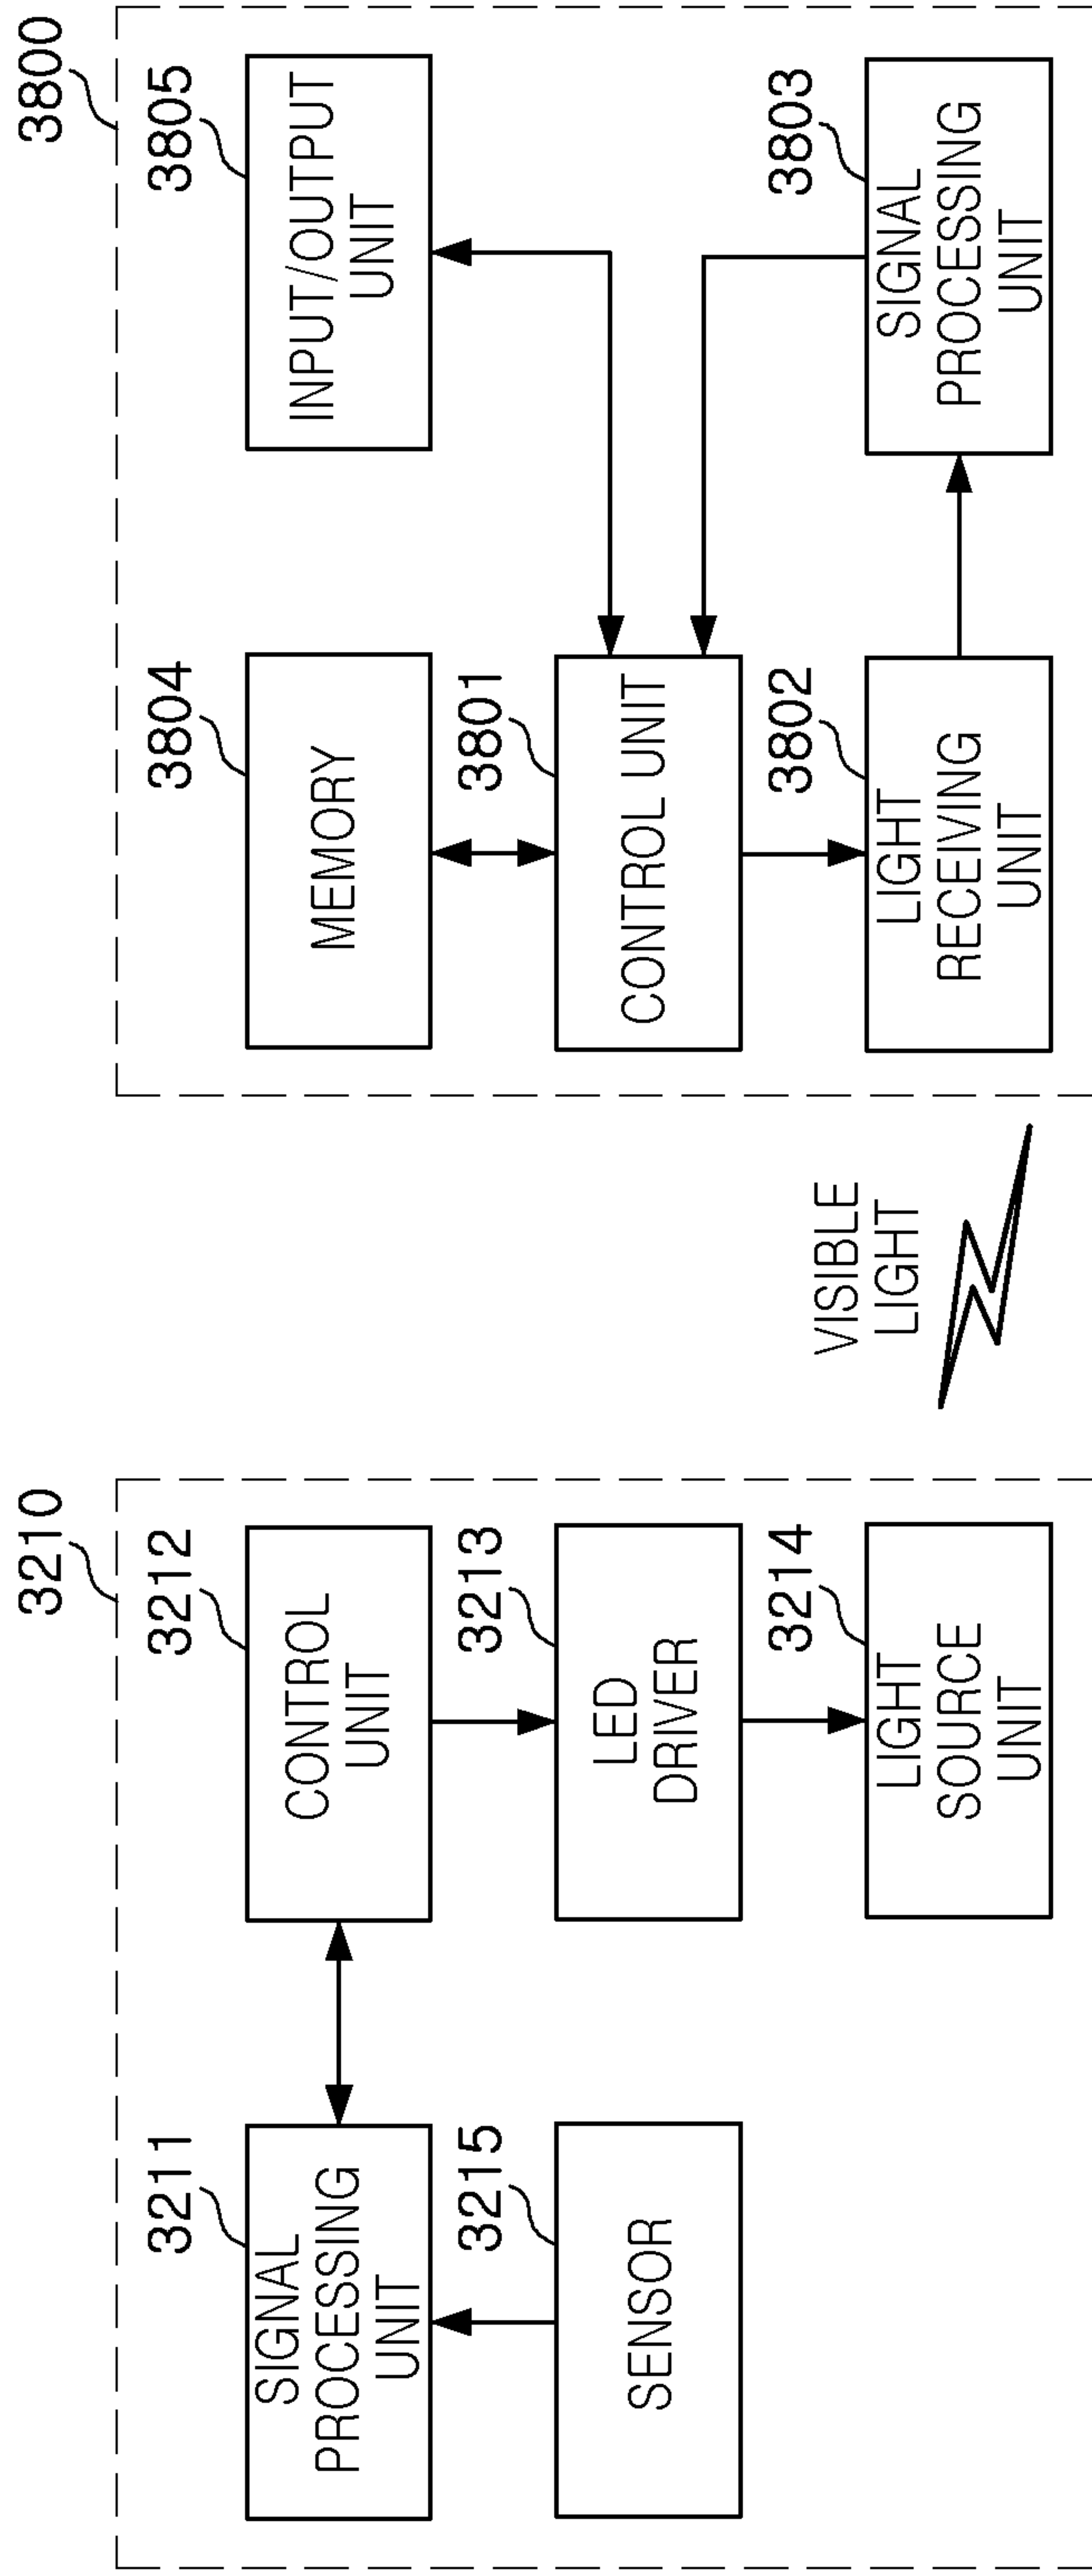 3210
3211
SIGNAL
PROCESSING
UNIT
3212
CONTROL
UNIT
3215
SENSOR
3213
LED
DRIVER
3214
LIGHT
SOURCE
UNIT
VISIBLE
LIGHT
3800
3804
MEMORY
3805
INPUT/OUTPUT
UNIT
3801
CONTROL UNIT
3802
LIGHT
RECEIVING
UNIT
3803
SIGNAL
PROCESSING
UNIT